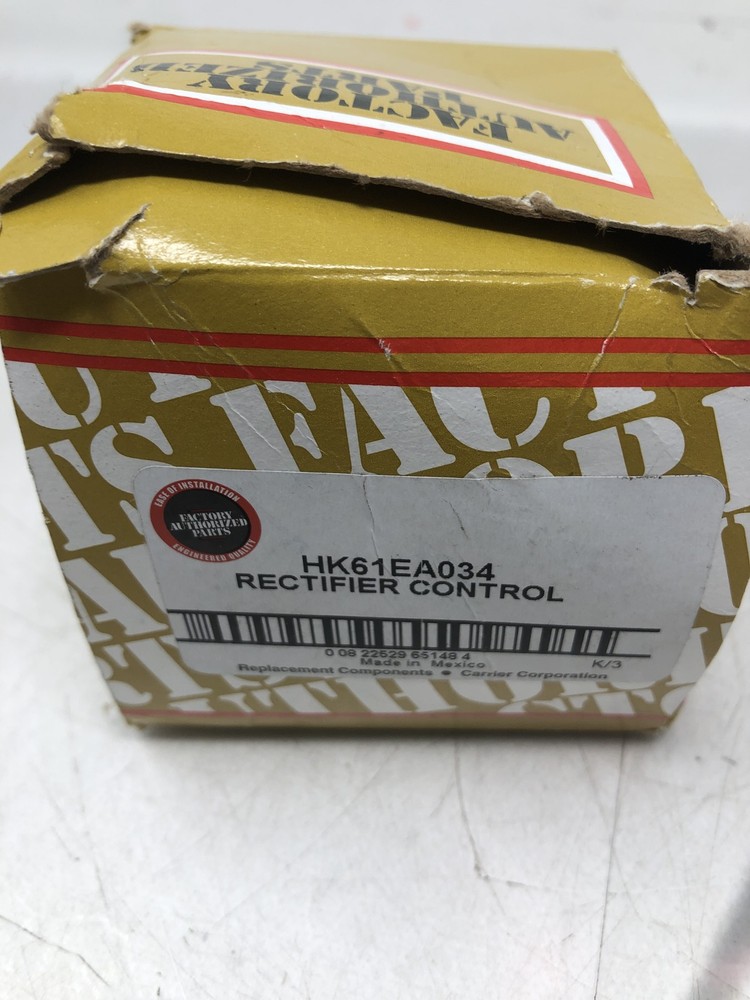 FACTORY
AUTHORIZED
EASE OF INSTALLATION
FACTORY
AUTHORIZED
PARTS
ENGINEERED QUALITY
HK61EA034
RECTIFIER CONTROL
0 08 22529 65148 4
Made in Mexico
K/3
Replacement Components ● Carrier Corporation